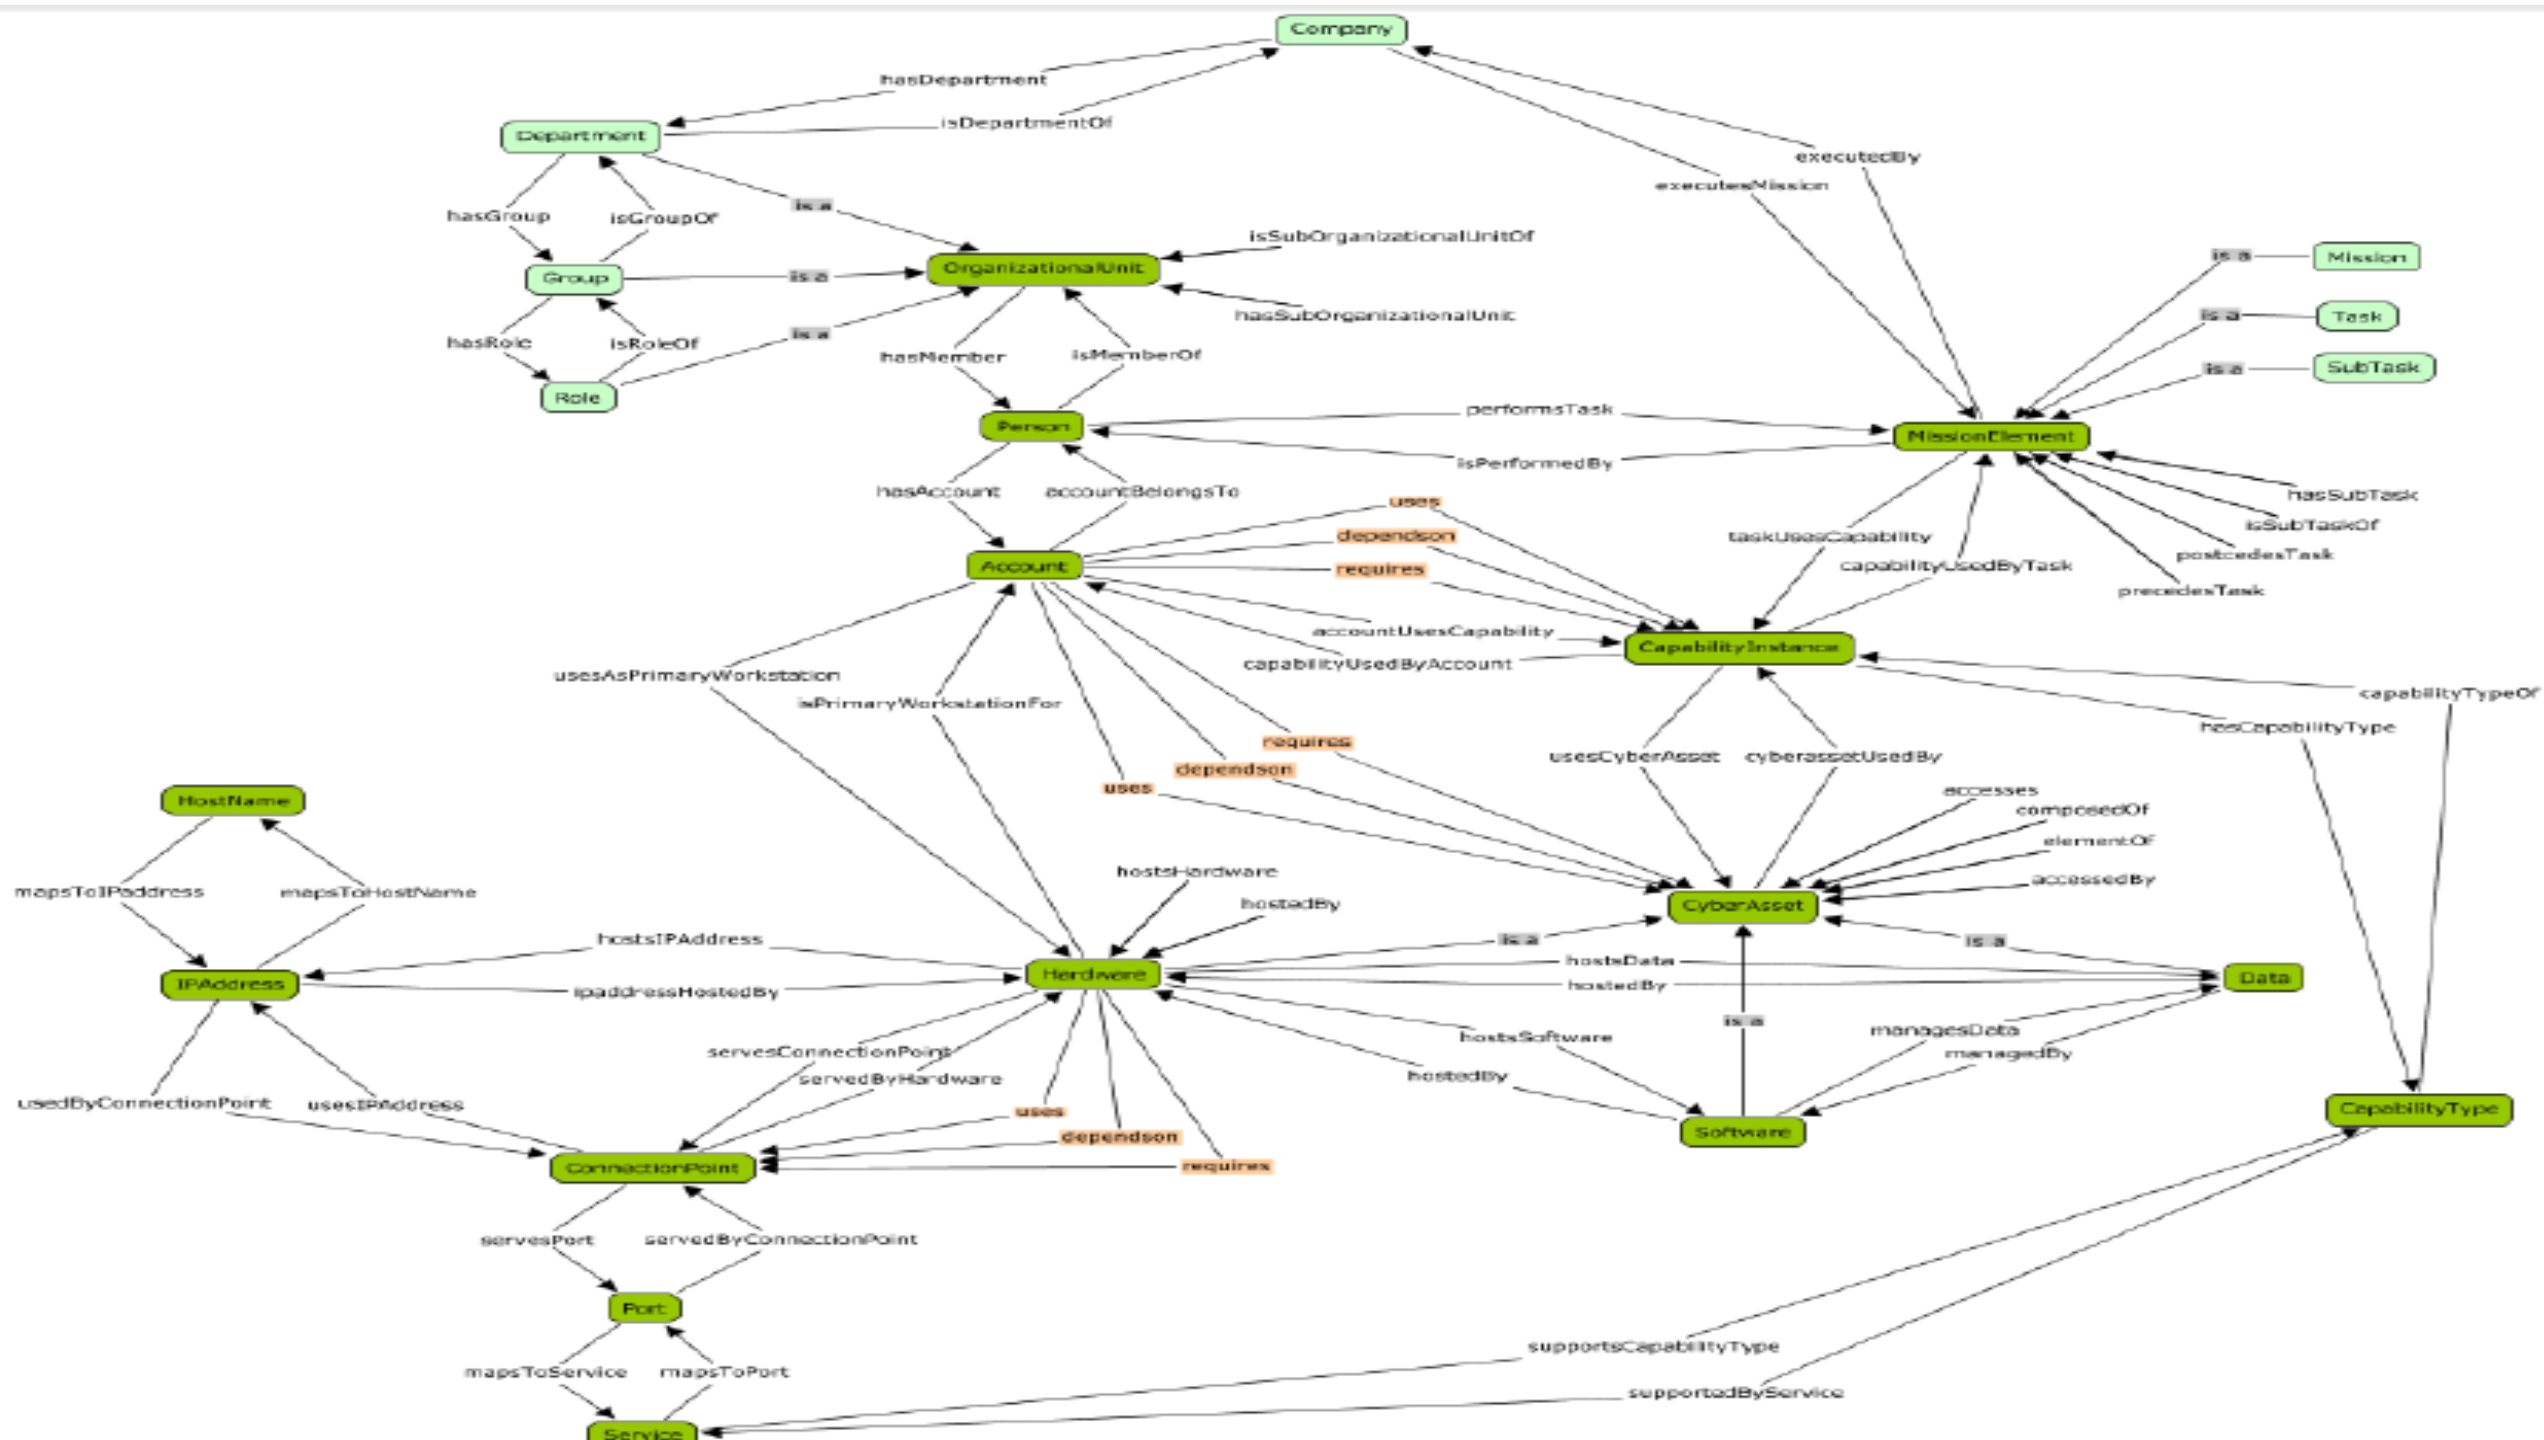 Company
hasDepartment
isDepartmentOf
Department
executedBy
executesMission
is a
hasGroup
isGroupOf
isSubOrganizationalUnitOf
OrganizationalUnit
is a
Mission
Group
is a
hasSubOrganizationalUnit
is a
Task
is a
hasRole
isRoleOf
hasMember
isMemberOf
is a
SubTask
Role
performsTask
Person
MissionElement
isPerformedBy
hasAccount
accountBelongsTo
uses
hasSubTask
isSubTaskOf
dependson
taskUsesCapability
postcedesTask
Account
requires
capabilityUsedByTask
precedesTask
accountUsesCapability
CapabilityInstance
capabilityUsedByAccount
usesAsPrimaryWorkstation
capabilityTypeOf
isPrimaryWorkstationFor
hasCapabilityType
requires
usesCyberAsset
cyberassetUsedBy
dependson
uses
accesses
HostName
composedOf
elementOf
hostsHardware
accessedBy
mapsToIPaddress
mapsToHostName
hostedBy
CyberAsset
hostsIPAddress
is a
is a
hostsData
Hardware
Data
IPAddress
ipaddressHostedBy
hostedBy
is a
managesData
hostsSoftware
servesConnectionPoint
managedBy
servedByHardware
hostedBy
usedByConnectionPoint
usesIPAddress
uses
CapabilityType
dependson
Software
ConnectionPoint
requires
servesPort
servedByConnectionPoint
Port
supportsCapabilityType
mapsToService
mapsToPort
supportedByService
Service